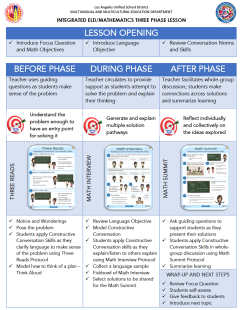 Los Angeles Unified School District
MULTILINGUAL AND MULTICULTURAL EDUCATION DEPARTMENT
INTEGRATED ELD/MATHEMATICS THREE PHASE LESSON
LESSON OPENING
✓ Introduce Focus Question and Math Objectives
✓ Introduce Language Objective
✓ Review Conversation Norms and Skills
BEFORE PHASE
Teacher uses guiding
questions as students make
sense of the problem
Understand the
problem enough to
have an entry point
for solving it
THREE READS
Three Reads
✓ Notice and Wonderings
✓ Pose the problem
✓ Students apply Constructive
Conversation Skills as they
clarify language to make sense
of the problem using Three
Reads Protocol
✓ Model how to think of a plan –
Think Aloud
DURING PHASE
Teacher circulates to provide
support as students attempt to
solve the problem and explain
their thinking
Generate and explain
multiple solution
pathways
MATH INTERVIEW
Math Interview
✓ Review Language Objective
✓ Model Constructive
Conversation
✓ Students apply Constructive
Conversation skills as they
explain/listen to others explain
using Math Interview Protocol
✓ Collect a language sample
✓ Fishbowl of Math Interview
✓ Select solutions to be shared
for the Math Summit
AFTER PHASE
Teacher facilitates whole group
discussion; students make
connections across solutions
and summarize learning
Reflect individually
and collectively on
the ideas explored
MATH SUMMIT
Math Summit
✓ Ask guiding questions to
support students as they
present their solutions
✓ Students apply Constructive
Conversation Skills in whole-
group discussion using Math
Summit Protocol
✓ Summarize learning
WRAP UP AND NEXT STEPS
✓ Review Focus Question
✓ Students self-assess
✓ Give feedback to students
✓ Introduce next topic